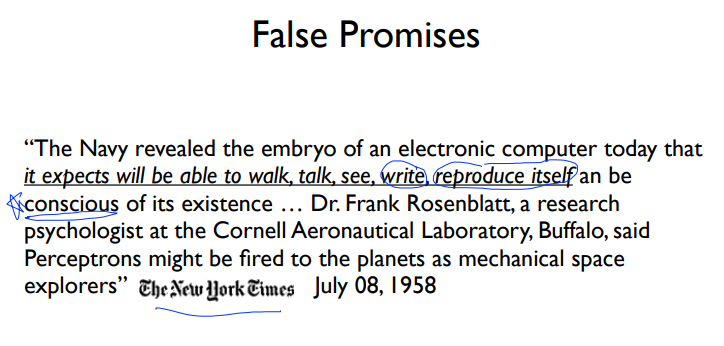 False Promises
“The Navy revealed the embryo of an electronic computer today that
it expects will be able to walk, talk, see, write, reproduce itself an be
conscious of its existence … Dr. Frank Rosenblatt, a research
psychologist at the Cornell Aeronautical Laboratory, Buffalo, said
Perceptrons might be fired to the planets as mechanical space
explorers” The New York Times July 08, 1958